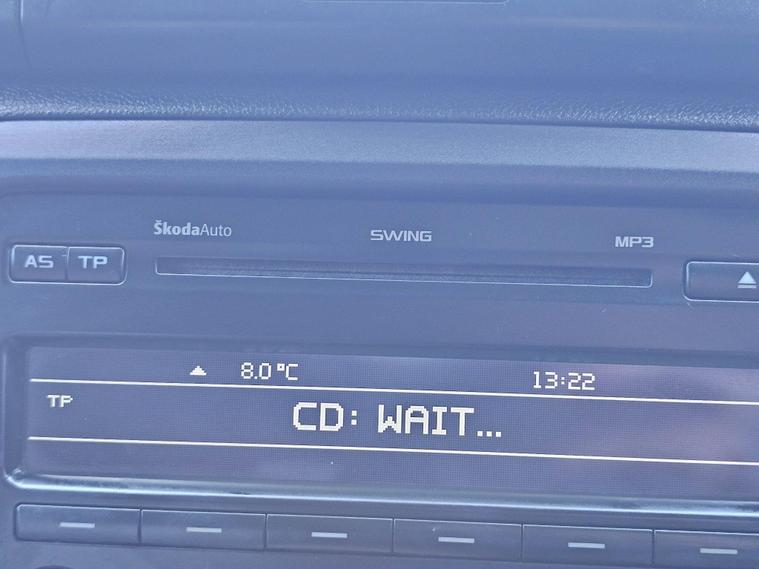 ŠkodaAuto
SWING
MP3
AS TP
8.0°C
13:22
TP
CD: WAIT...